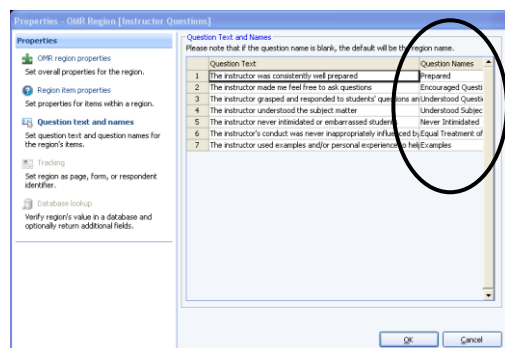 Properties - OMR Region [Instructor Questions]
Properties
OMR region properties
Set overall properties for the region.
Region item properties
Set properties for items within a region.
Question text and names
Set question text and question names for
the region's items.
Tracking
Set region as page, form, or respondent
identifier.
Database lookup
Verify region's value in a database and
optionally return additional fields.
Question Text and Names
Please note that if the question name is blank, the default will be the region name.
Question Text Question Names
1 The instructor was consistently well prepared Prepared
2 The instructor made me feel free to ask questions Encouraged Questi
3 The instructor grasped and responded to students' questions an Understood Questi
4 The instructor understood the subject matter Understood Subjec
5 The instructor never intimidated or embarrassed students Never Intimidated
6 The instructor's conduct was never inappropriately influenced by Equal Treatment of
7 The instructor used examples and/or personal experience to help Examples
OK Cancel